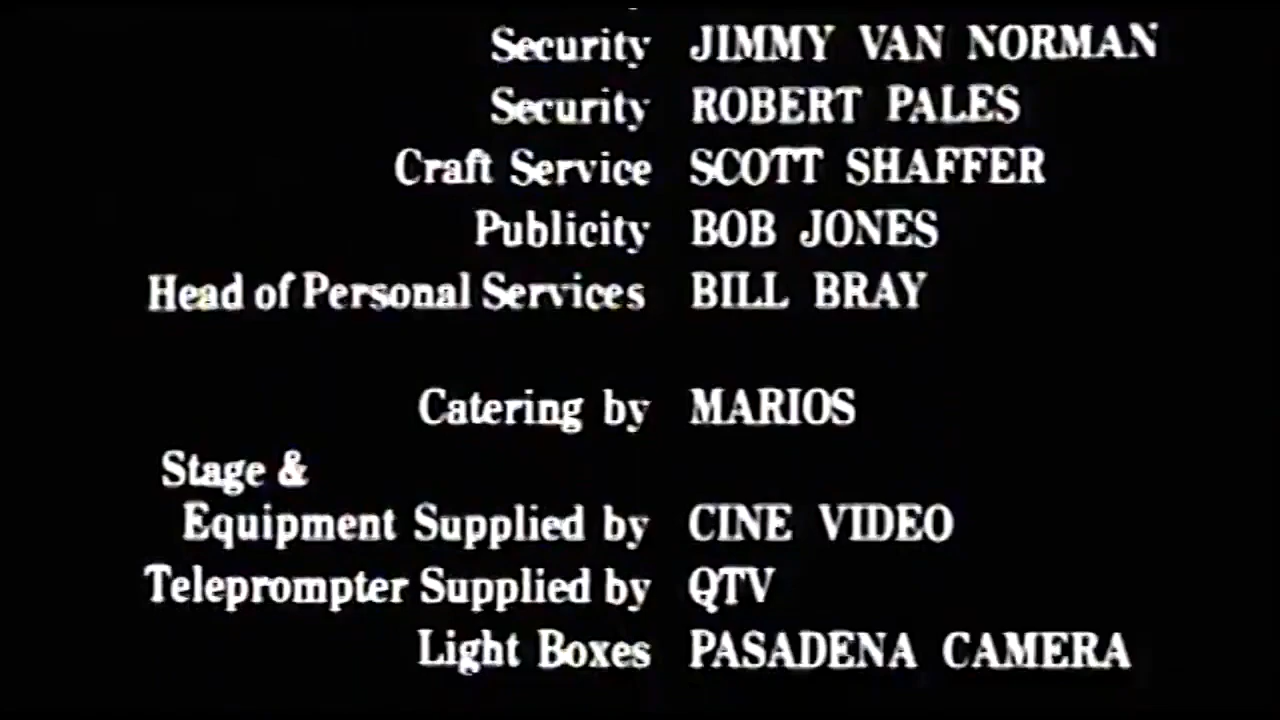 Security JIMMY VAN NORMAN
Security ROBERT PALES
Craft Service SCOTT SHAFFER
Publicity BOB JONES
Head of Personal Services BILL BRAY
Catering by MARIOS
Stage &
Equipment Supplied by CINE VIDEO
Teleprompter Supplied by QTV
Light Boxes PASADENA CAMERA